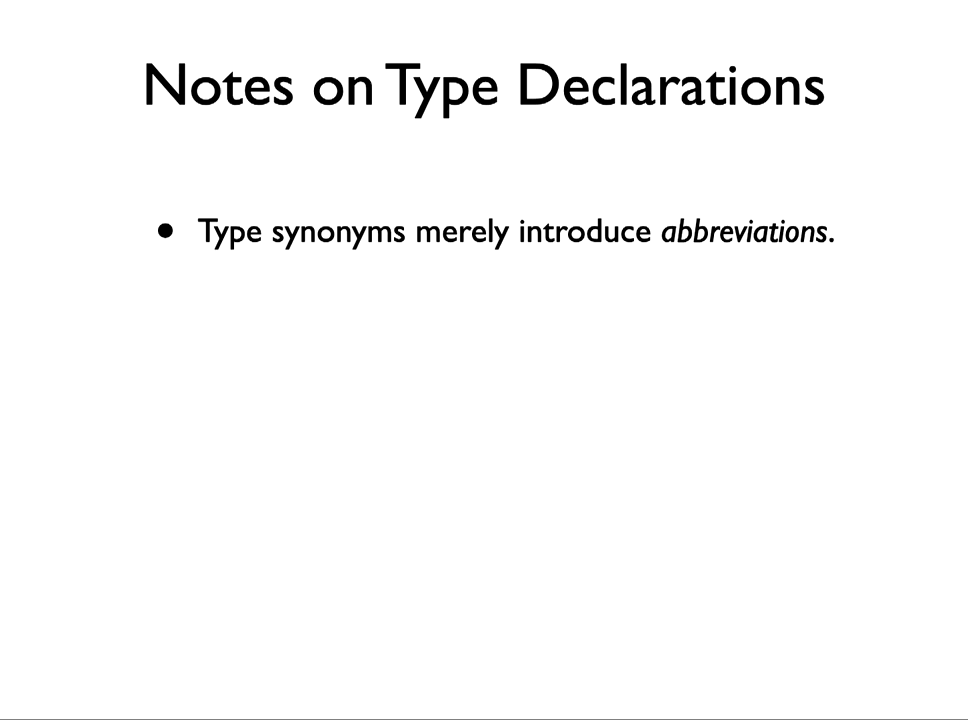 Notes on Type Declarations
• Type synonyms merely introduce abbreviations.